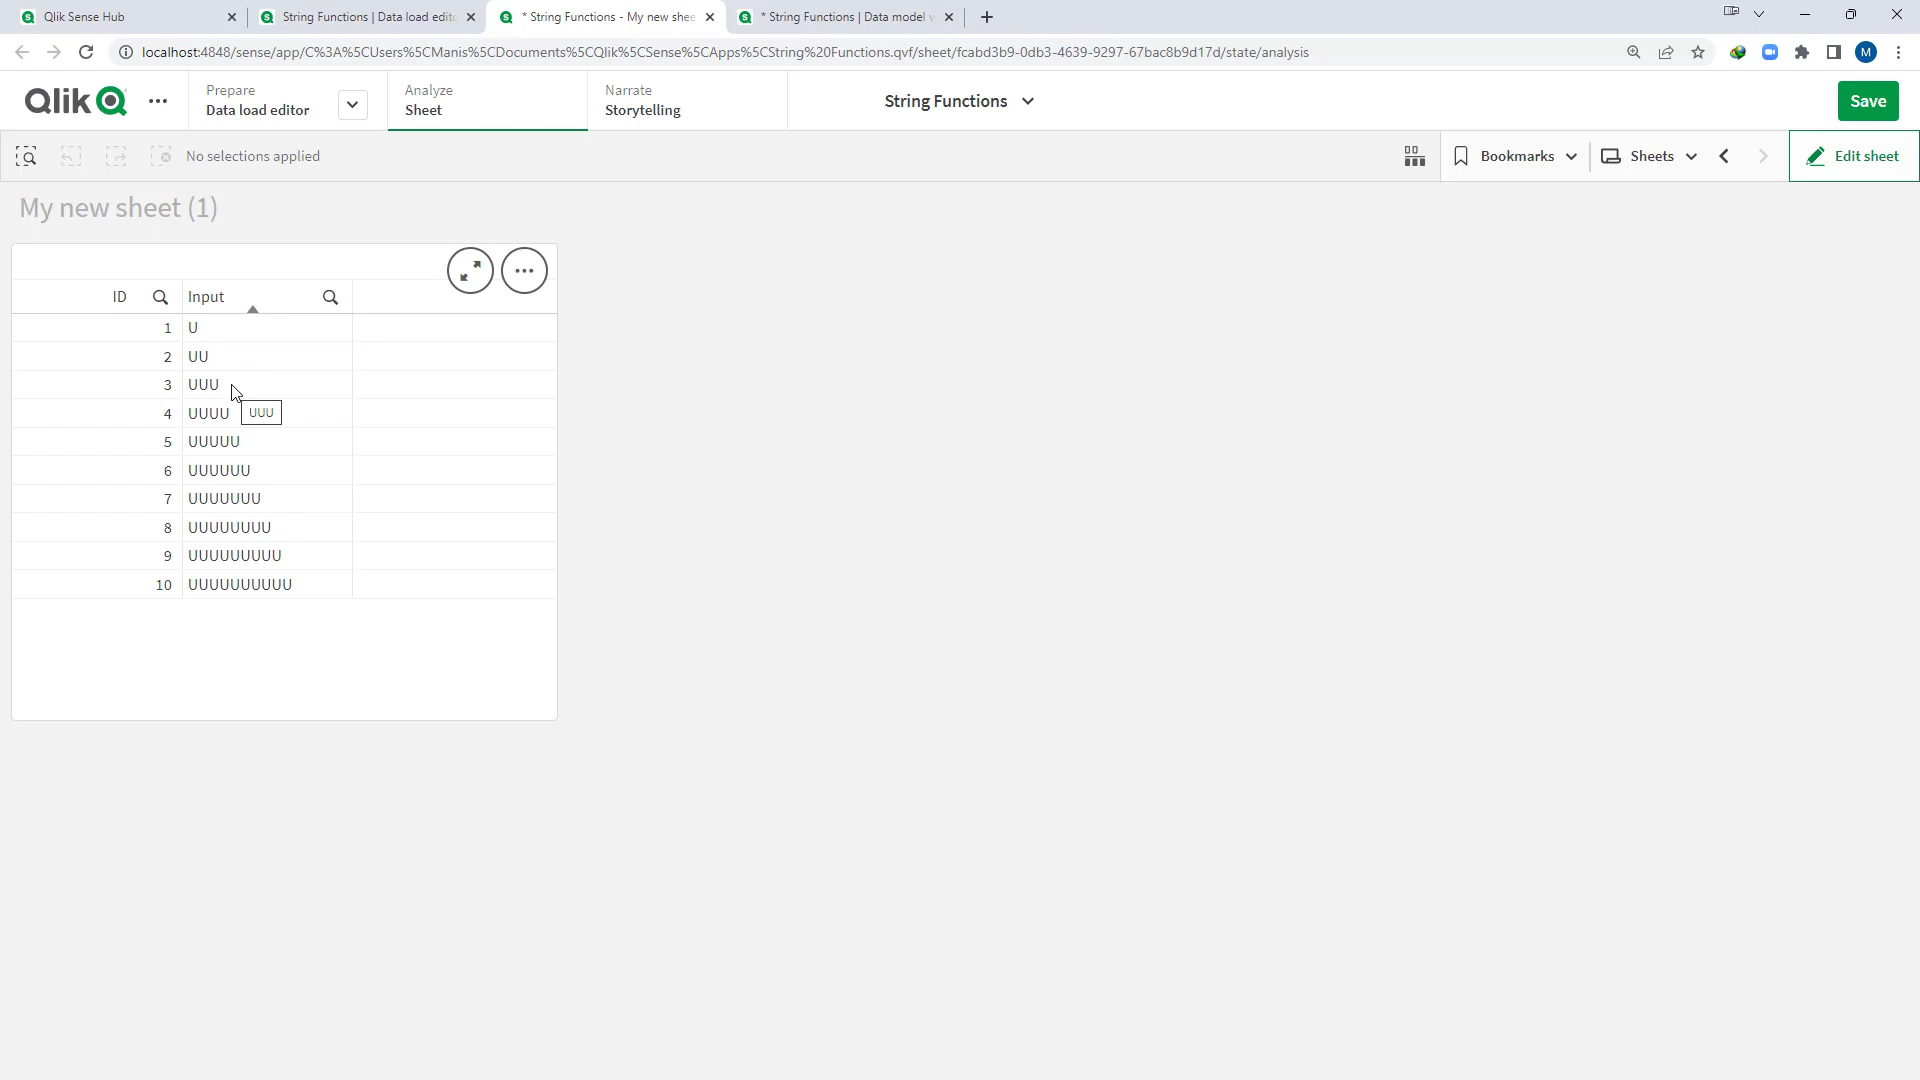 Qlik Sense Hub
String Functions | Data load edito
* String Functions - My new shee
* String Functions | Data model v
localhost:4848/sense/app/C%3A%5CUsers%5CManis%5CDocuments%5CQlik%5CSense%5CApps%5CString%20Functions.qvf/sheet/fcabd3b9-0db3-4639-9297-67bac8b9d17d/state/analysis
M
Qlik
Prepare
Data load editor
Analyze
Sheet
Narrate
Storytelling
String Functions
Save
No selections applied
Bookmarks
Sheets
Edit sheet
My new sheet (1)
ID Input
1 U
2 UU
3 UUU
4 UUUU
UUU
5 UUUUU
6 UUUUUU
7 UUUUUUU
8 UUUUUUUU
9 UUUUUUUUU
10 UUUUUUUUUU